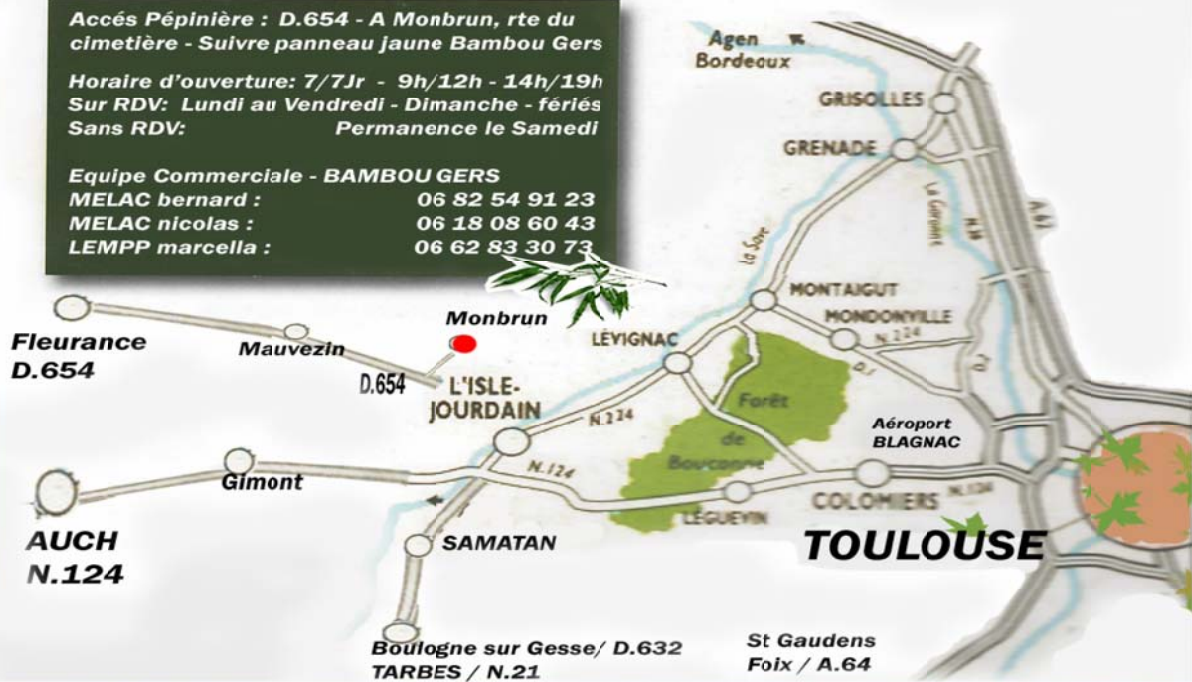 Accés Pépinière : D.654 - A Monbrun, rte du
cimetière - Suivre panneau jaune Bambou Gers
Horaire d'ouverture: 7/7Jr - 9h/12h - 14h/19h
Sur RDV: Lundi au Vendredi - Dimanche - fériés
Sans RDV: Permanence le Samedi
Equipe Commerciale - BAMBOU GERS
MELAC bernard : 06 82 54 91 23
MELAC nicolas : 06 18 08 60 43
LEMPP marcella : 06 62 83 30 73
Agen
Bordeaux
GRISOLLES
GRENADE
La Garonne
N.20
A.62
La Save
MONTAIGUT
MONDONVILLE
N.224
D.1
D.1
LÉVIGNAC
Monbrun
Fleurance
D.654
Mauvezin
D.654
L'ISLE-
JOURDAIN
N.224
Forêt
de
Bouconne
Aéroport
BLAGNAC
Gimont
N.124
COLOMIERS
N.124
LÉGUEVIN
AUCH
N.124
SAMATAN
TOULOUSE
Boulogne sur Gesse/ D.632
TARBES / N.21
St Gaudens
Foix / A.64